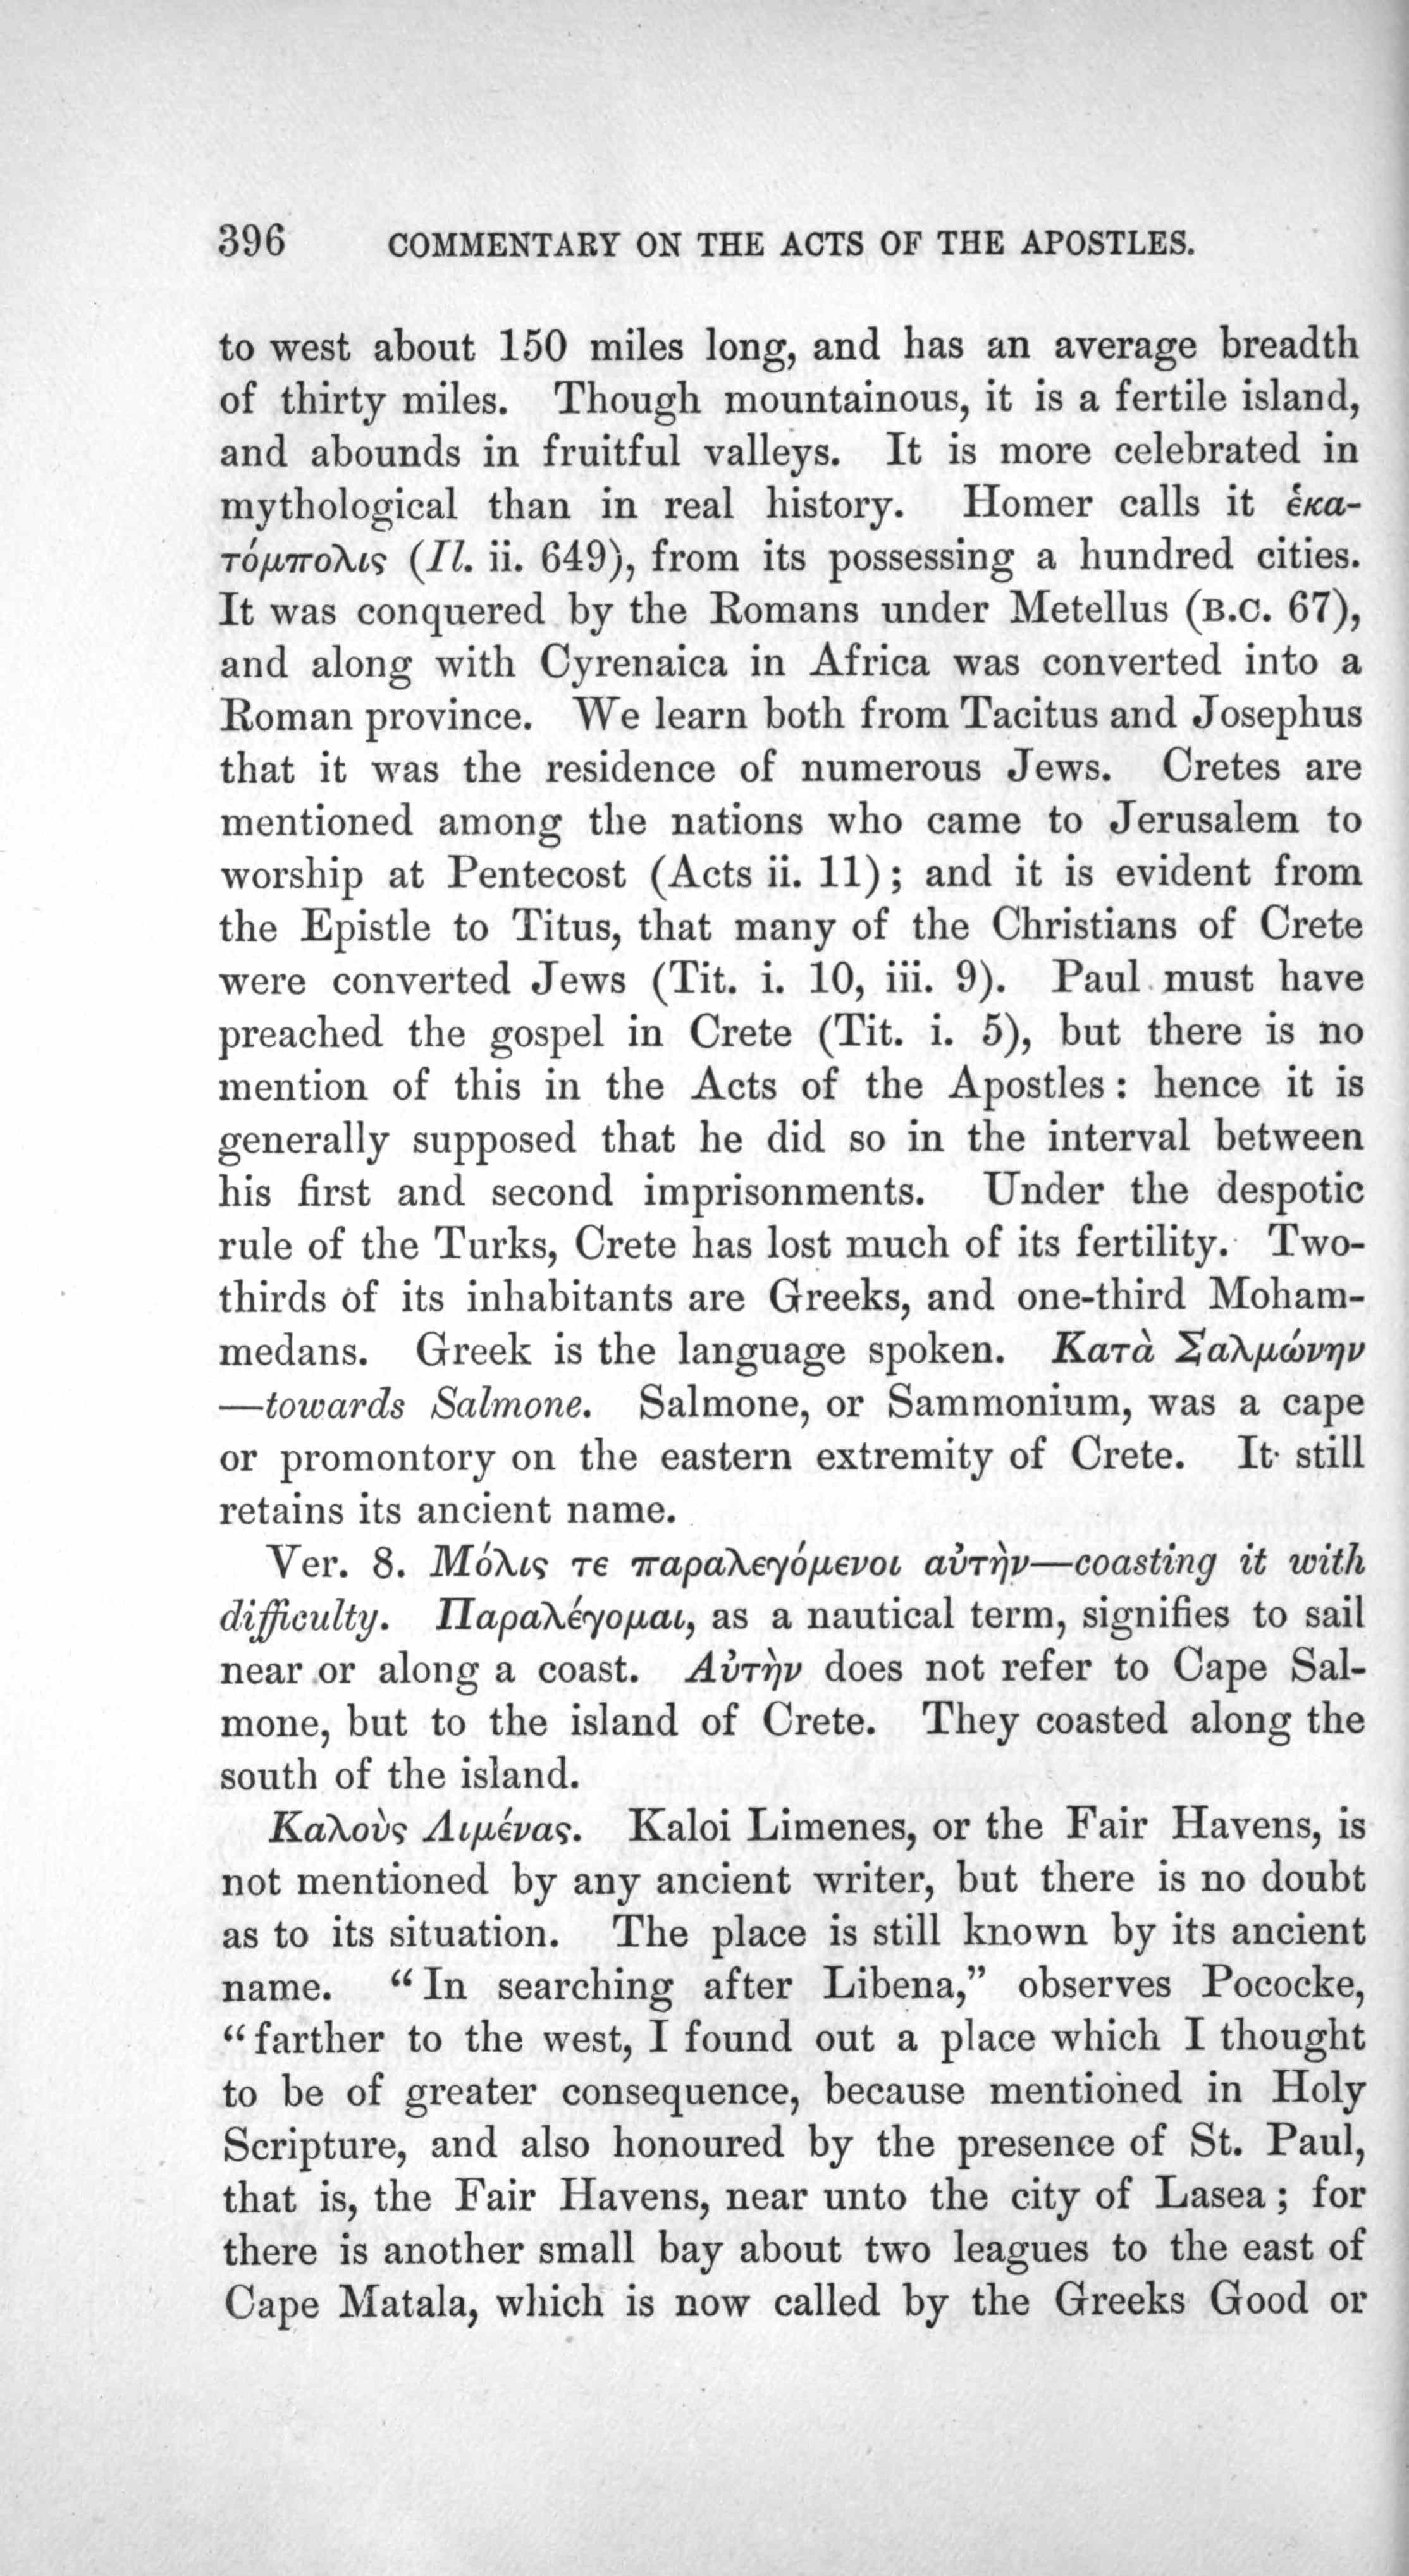 396 COMMENTARY ON THE ACTS OF THE APOSTLES.
to west about 150 miles long, and has an average breadth
of thirty miles. Though mountainous, it is a fertile island,
and abounds in fruitful valleys. It is more celebrated in
mythological than in real history. Homer calls it ἑκα-
τόμπολις (Il. ii. 649), from its possessing a hundred cities.
It was conquered by the Romans under Metellus (B.C. 67),
and along with Cyrenaica in Africa was converted into a
Roman province. We learn both from Tacitus and Josephus
that it was the residence of numerous Jews. Cretes are
mentioned among the nations who came to Jerusalem to
worship at Pentecost (Acts ii. 11); and it is evident from
the Epistle to Titus, that many of the Christians of Crete
were converted Jews (Tit. i. 10, iii. 9). Paul must have
preached the gospel in Crete (Tit. i. 5), but there is no
mention of this in the Acts of the Apostles: hence it is
generally supposed that he did so in the interval between
his first and second imprisonments. Under the despotic
rule of the Turks, Crete has lost much of its fertility. Two-
thirds of its inhabitants are Greeks, and one-third Moham-
medans. Greek is the language spoken. Κατὰ Σαλμώνην
—towards Salmone. Salmone, or Sammonium, was a cape
or promontory on the eastern extremity of Crete. It still
retains its ancient name.
Ver. 8. Μόλις τε παραλεγόμενοι αὐτὴν—coasting it with
difficulty. Παραλέγομαι, as a nautical term, signifies to sail
near or along a coast. Αὐτὴν does not refer to Cape Sal-
mone, but to the island of Crete. They coasted along the
south of the island.
Καλοὺς Λιμένας. Kaloi Limenes, or the Fair Havens, is
not mentioned by any ancient writer, but there is no doubt
as to its situation. The place is still known by its ancient
name. “In searching after Libena,” observes Pococke,
“farther to the west, I found out a place which I thought
to be of greater consequence, because mentioned in Holy
Scripture, and also honoured by the presence of St. Paul,
that is, the Fair Havens, near unto the city of Lasea; for
there is another small bay about two leagues to the east of
Cape Matala, which is now called by the Greeks Good or